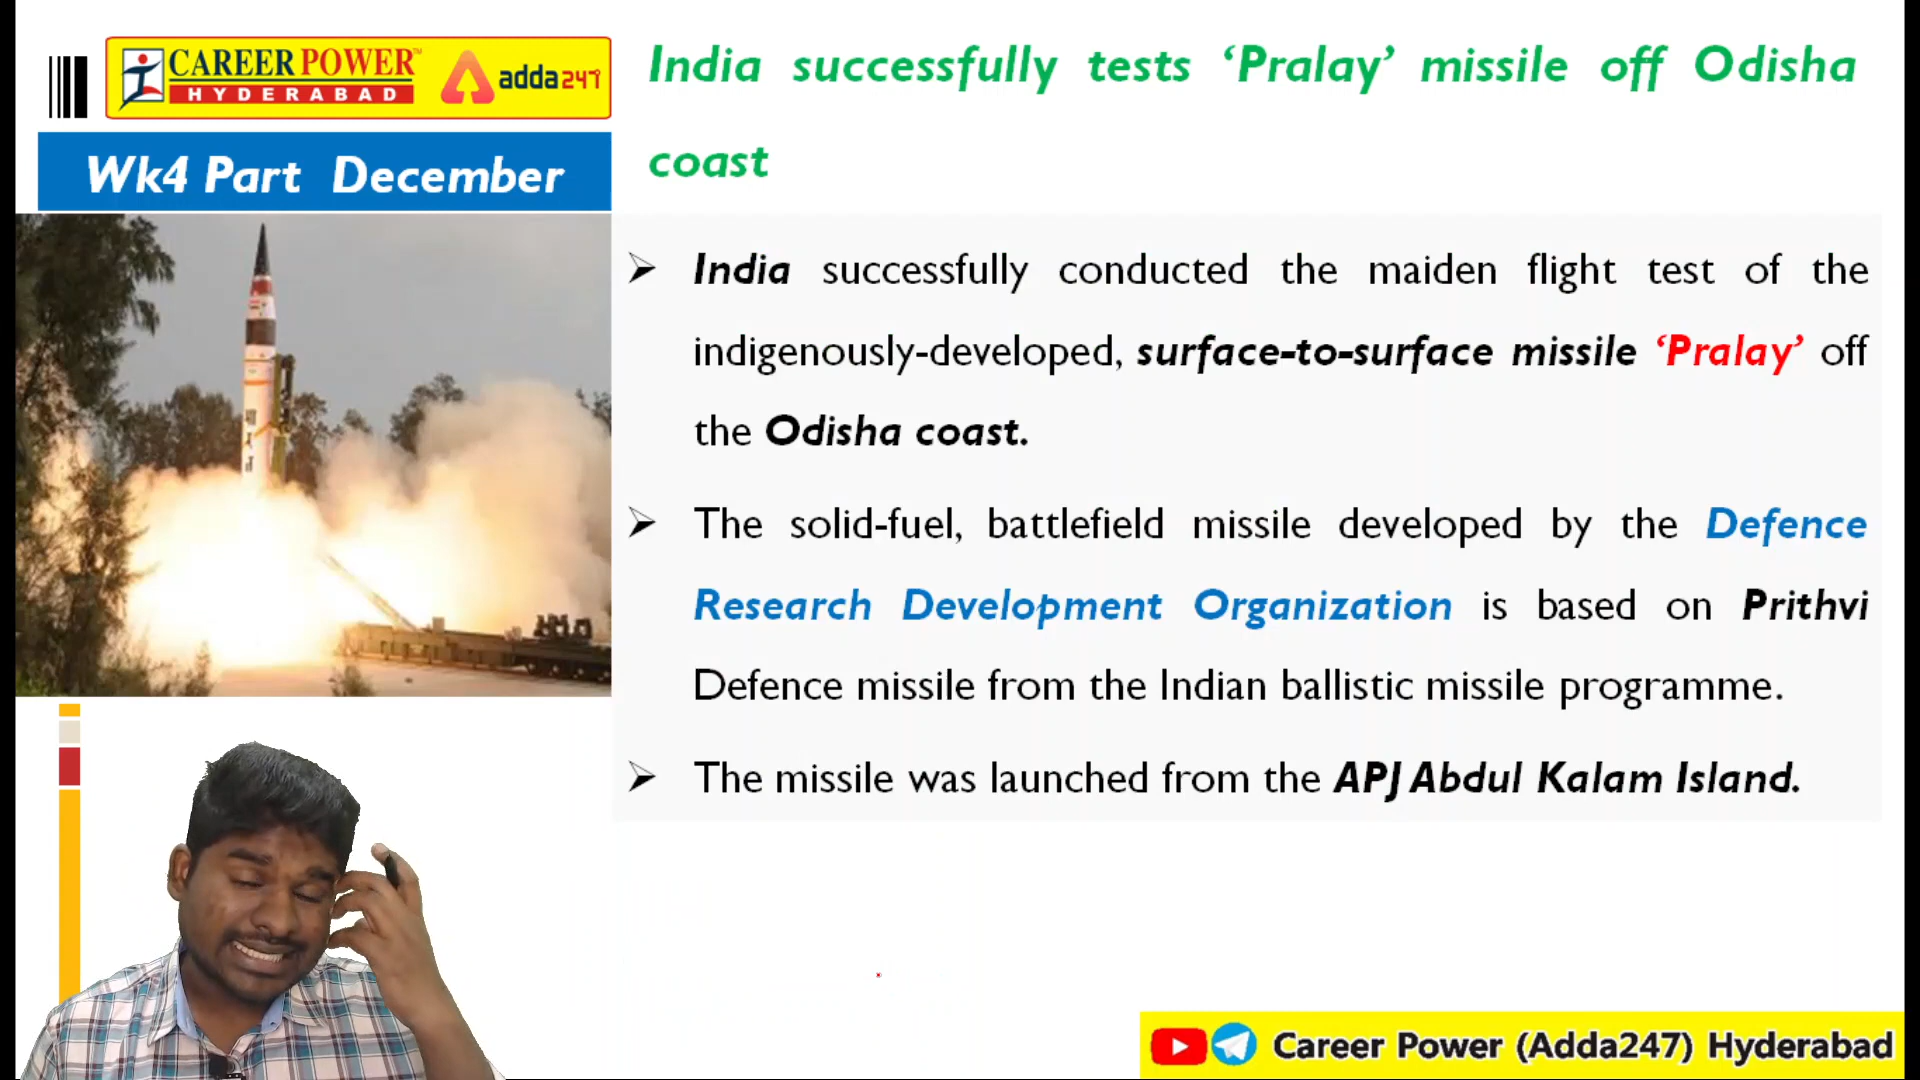 CAREER POWER™
HYDERABAD
adda247
Wk4 Part December
India successfully tests ‘Pralay’ missile off Odisha
coast
➢ India successfully conducted the maiden flight test of the
indigenously-developed, surface-to-surface missile ‘Pralay’ off
the Odisha coast.
➢ The solid-fuel, battlefield missile developed by the Defence
Research Development Organization is based on Prithvi
Defence missile from the Indian ballistic missile programme.
➢ The missile was launched from the APJ Abdul Kalam Island.
Career Power (Adda247) Hyderabad